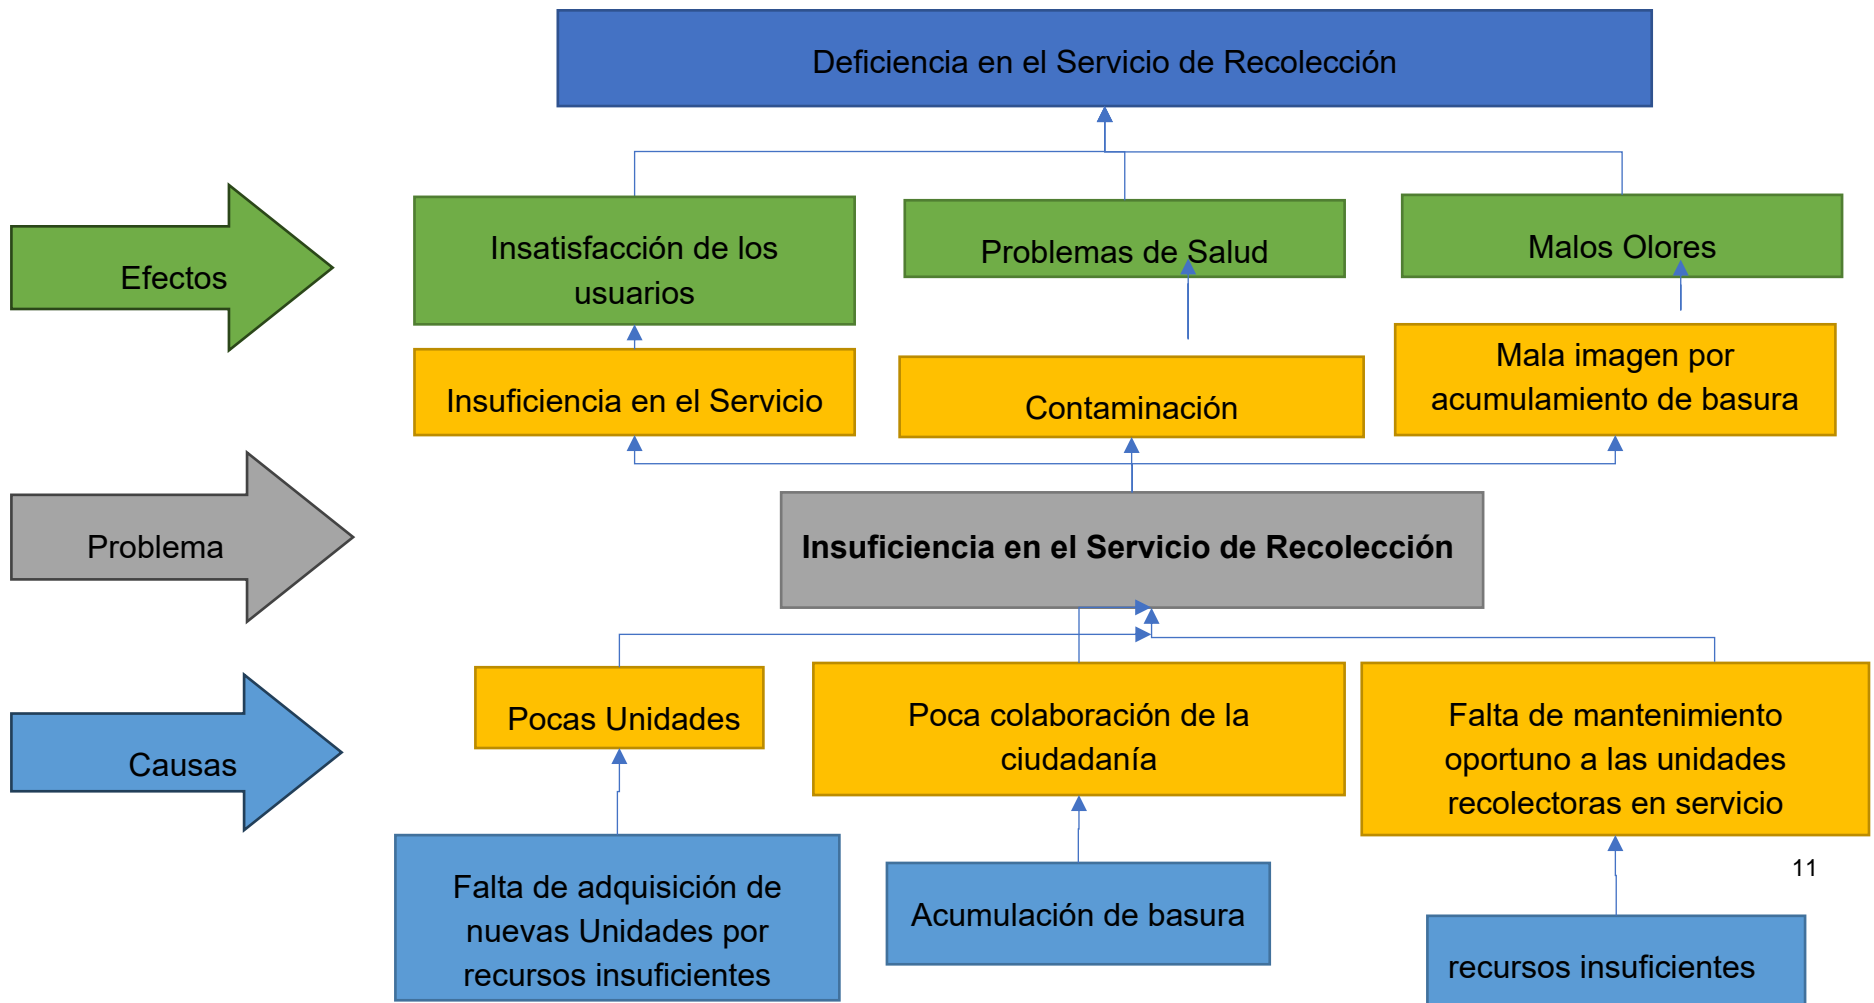 Deficiencia en el Servicio de Recolección
Efectos
Insatisfacción de los
usuarios
Problemas de Salud
Malos Olores
Insuficiencia en el Servicio
Contaminación
Mala imagen por
acumulamiento de basura
Problema
Insuficiencia en el Servicio de Recolección
Causas
Pocas Unidades
Poca colaboración de la
ciudadanía
Falta de mantenimiento
oportuno a las unidades
recolectoras en servicio
Falta de adquisición de
nuevas Unidades por
recursos insuficientes
Acumulación de basura
recursos insuficientes
11